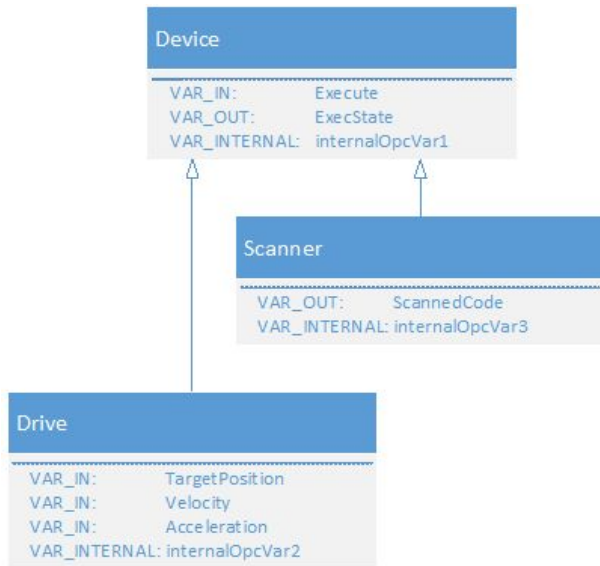 Device
VAR_IN: Execute
VAR_OUT: ExecState
VAR_INTERNAL: internalOpcVar1
Scanner
VAR_OUT: ScannedCode
VAR_INTERNAL: internalOpcVar3
Drive
VAR_IN: TargetPosition
VAR_IN: Velocity
VAR_IN: Acceleration
VAR_INTERNAL: internalOpcVar2